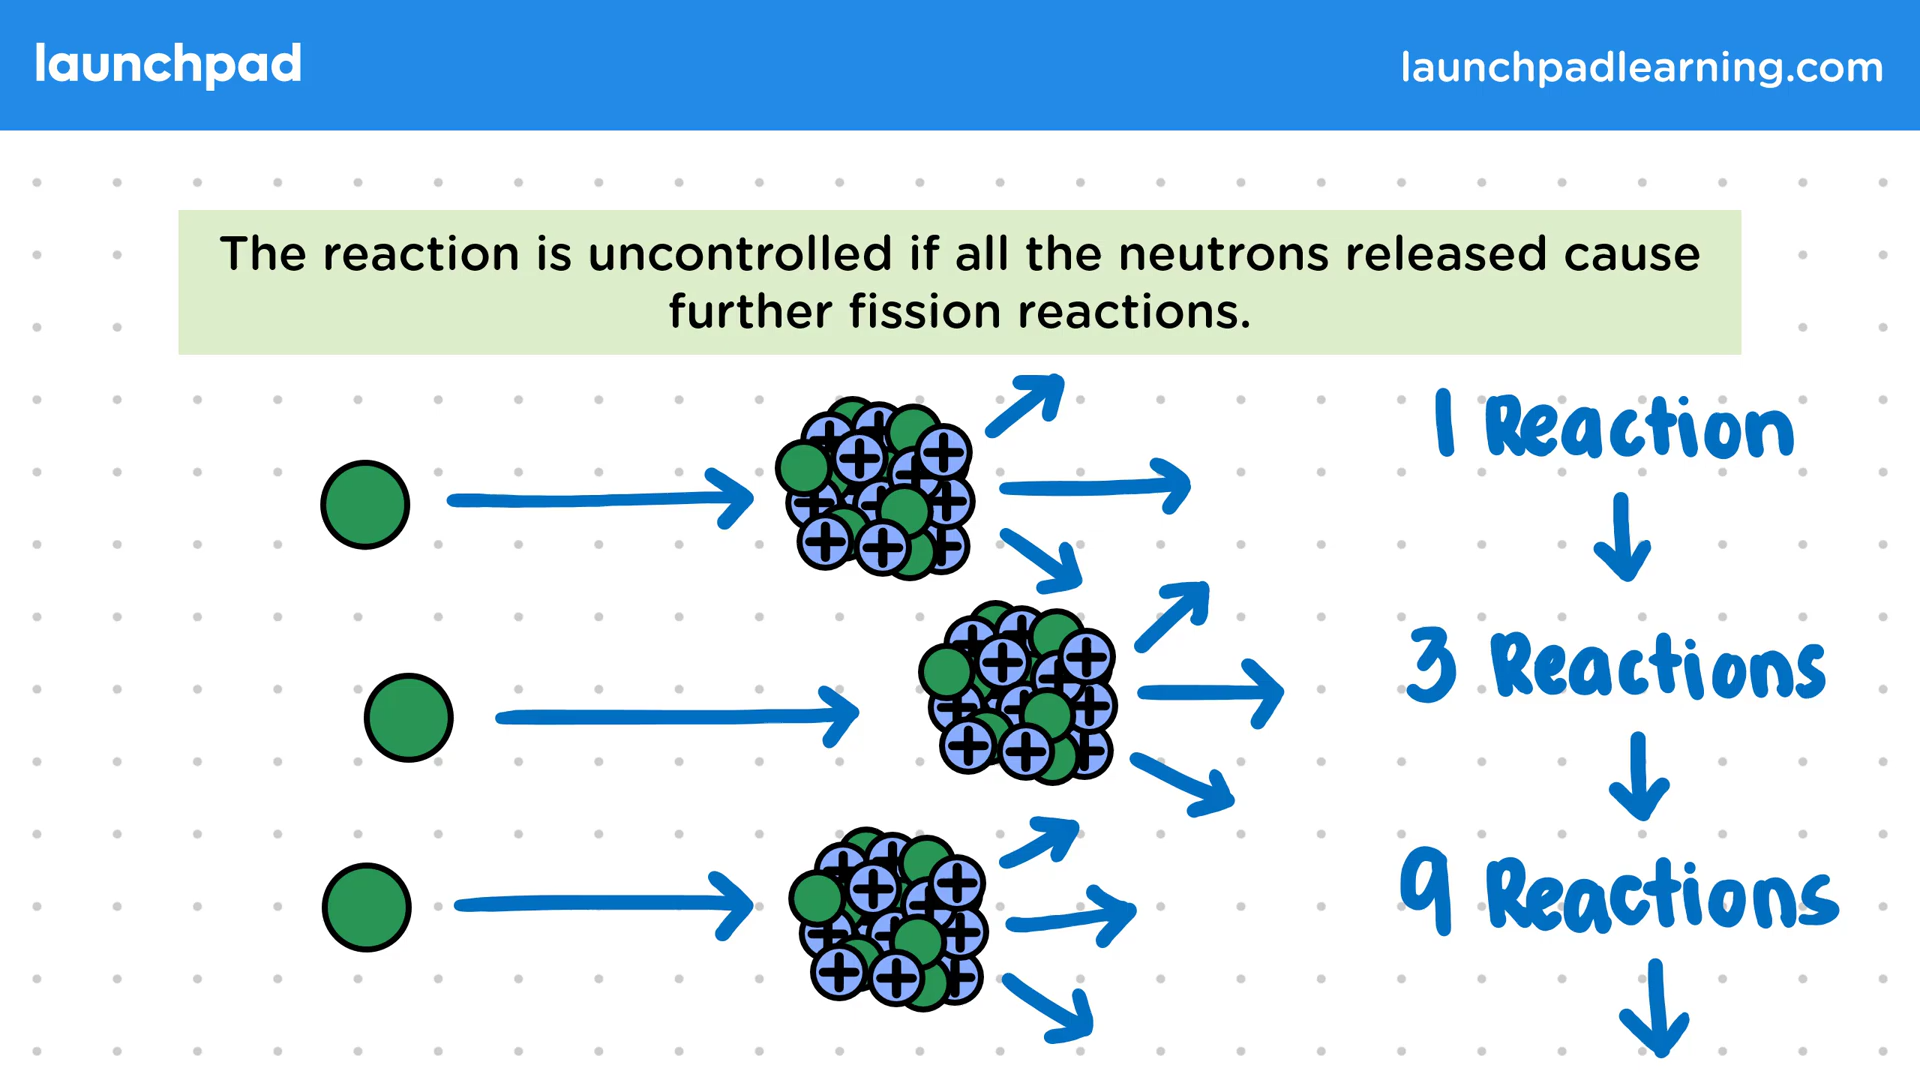 launchpad
launchpadlearning.com
The reaction is uncontrolled if all the neutrons released cause
further fission reactions.
1 Reaction
3 Reactions
9 Reactions